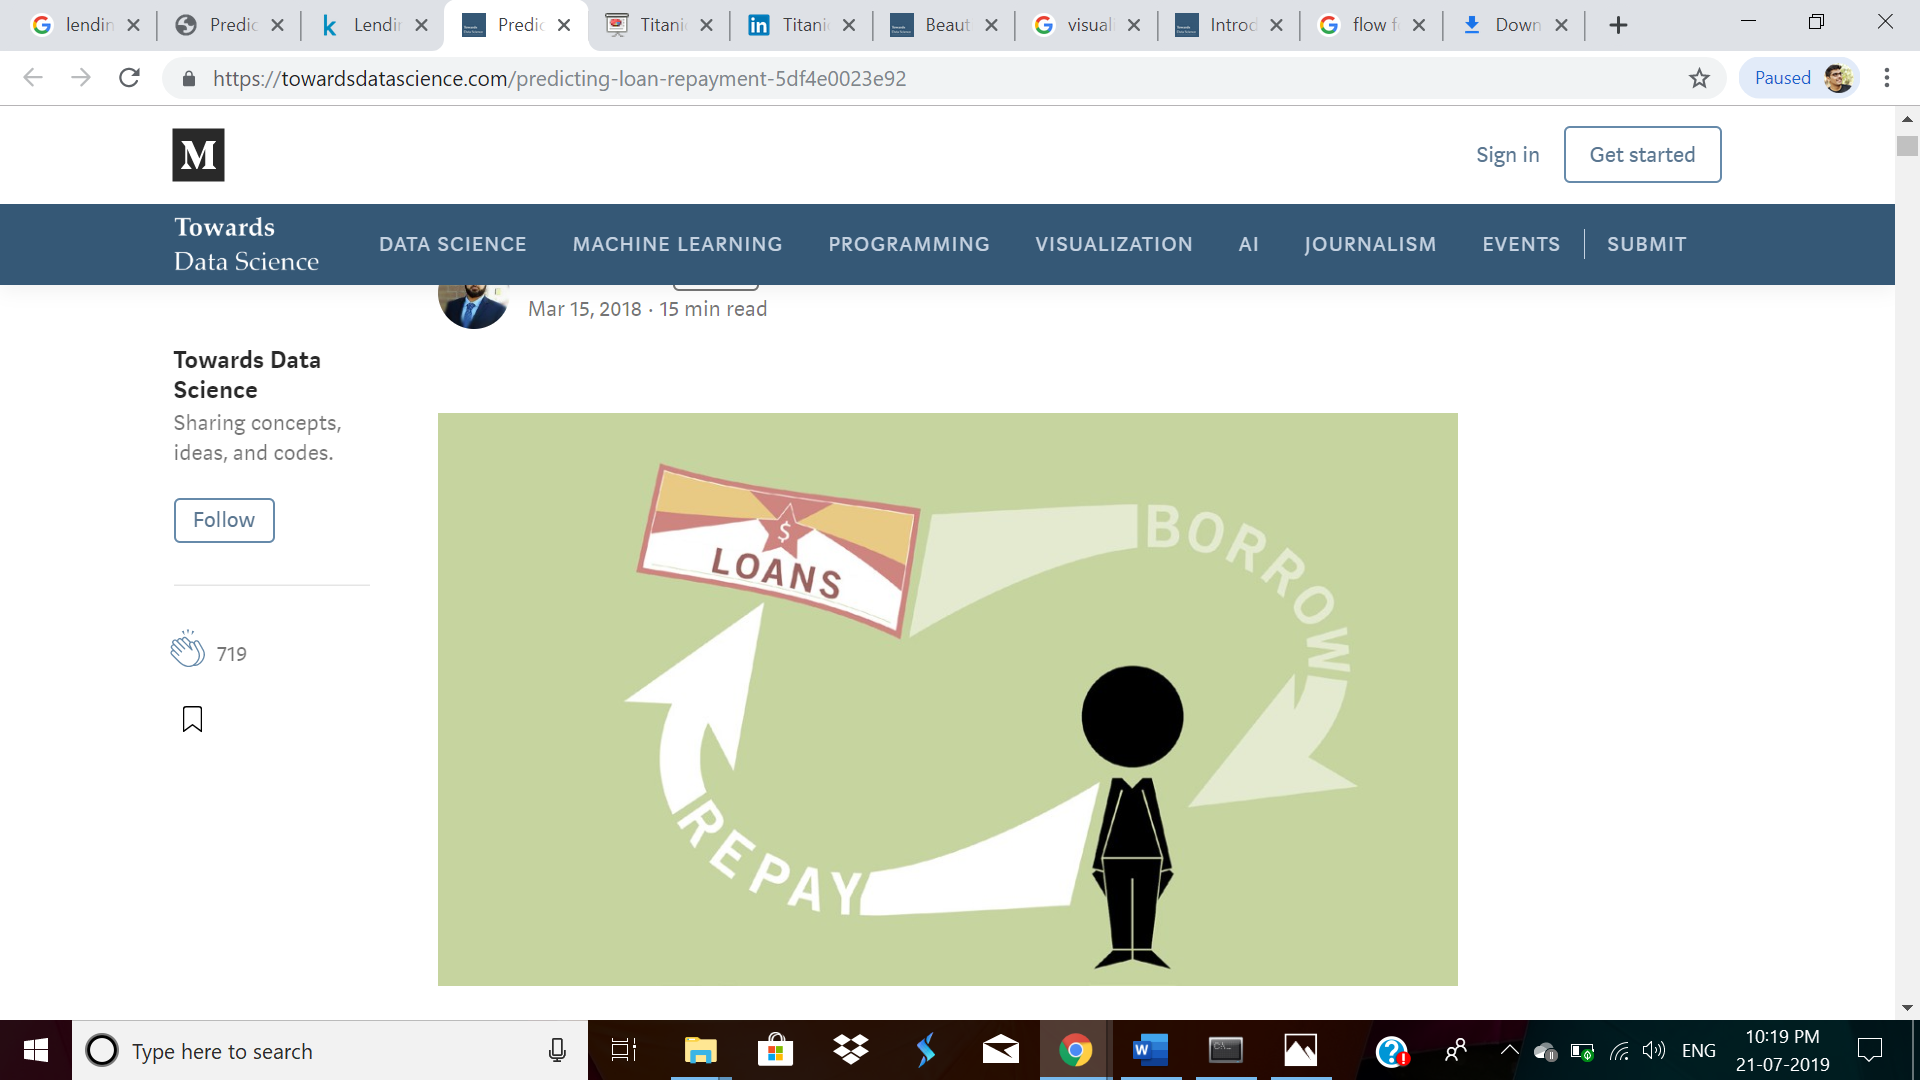 lendin
Predic
Lendin
Predic
Titani
Titani
Beaut
visuali
Introd
flow f
Down
https://towardsdatascience.com/predicting-loan-repayment-5df4e0023e92
Paused
M
Sign in
Get started
Towards
Data Science
DATA SCIENCE
MACHINE LEARNING
PROGRAMMING
VISUALIZATION
AI
JOURNALISM
EVENTS
SUBMIT
Mar 15, 2018 · 15 min read
Towards Data
Science
Sharing concepts,
ideas, and codes.
Follow
719
$
LOANS
BORROW
REPAY
Type here to search
ENG
10:19 PM
21-07-2019